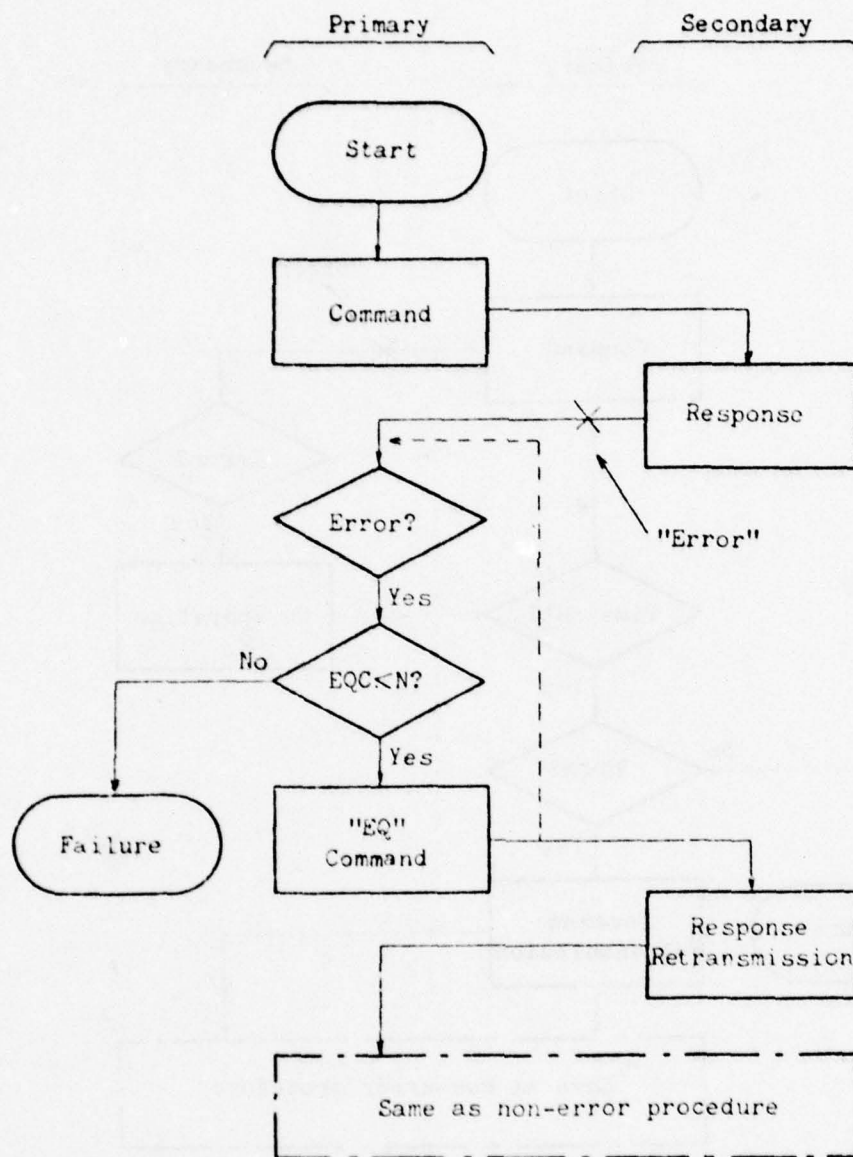 Primary
Secondary
Start
Command
Response
"Error"
Error?
Yes
No
EQC<N?
Yes
Failure
"EQ"
Command
Response
Retransmission
Same as non-error procedure